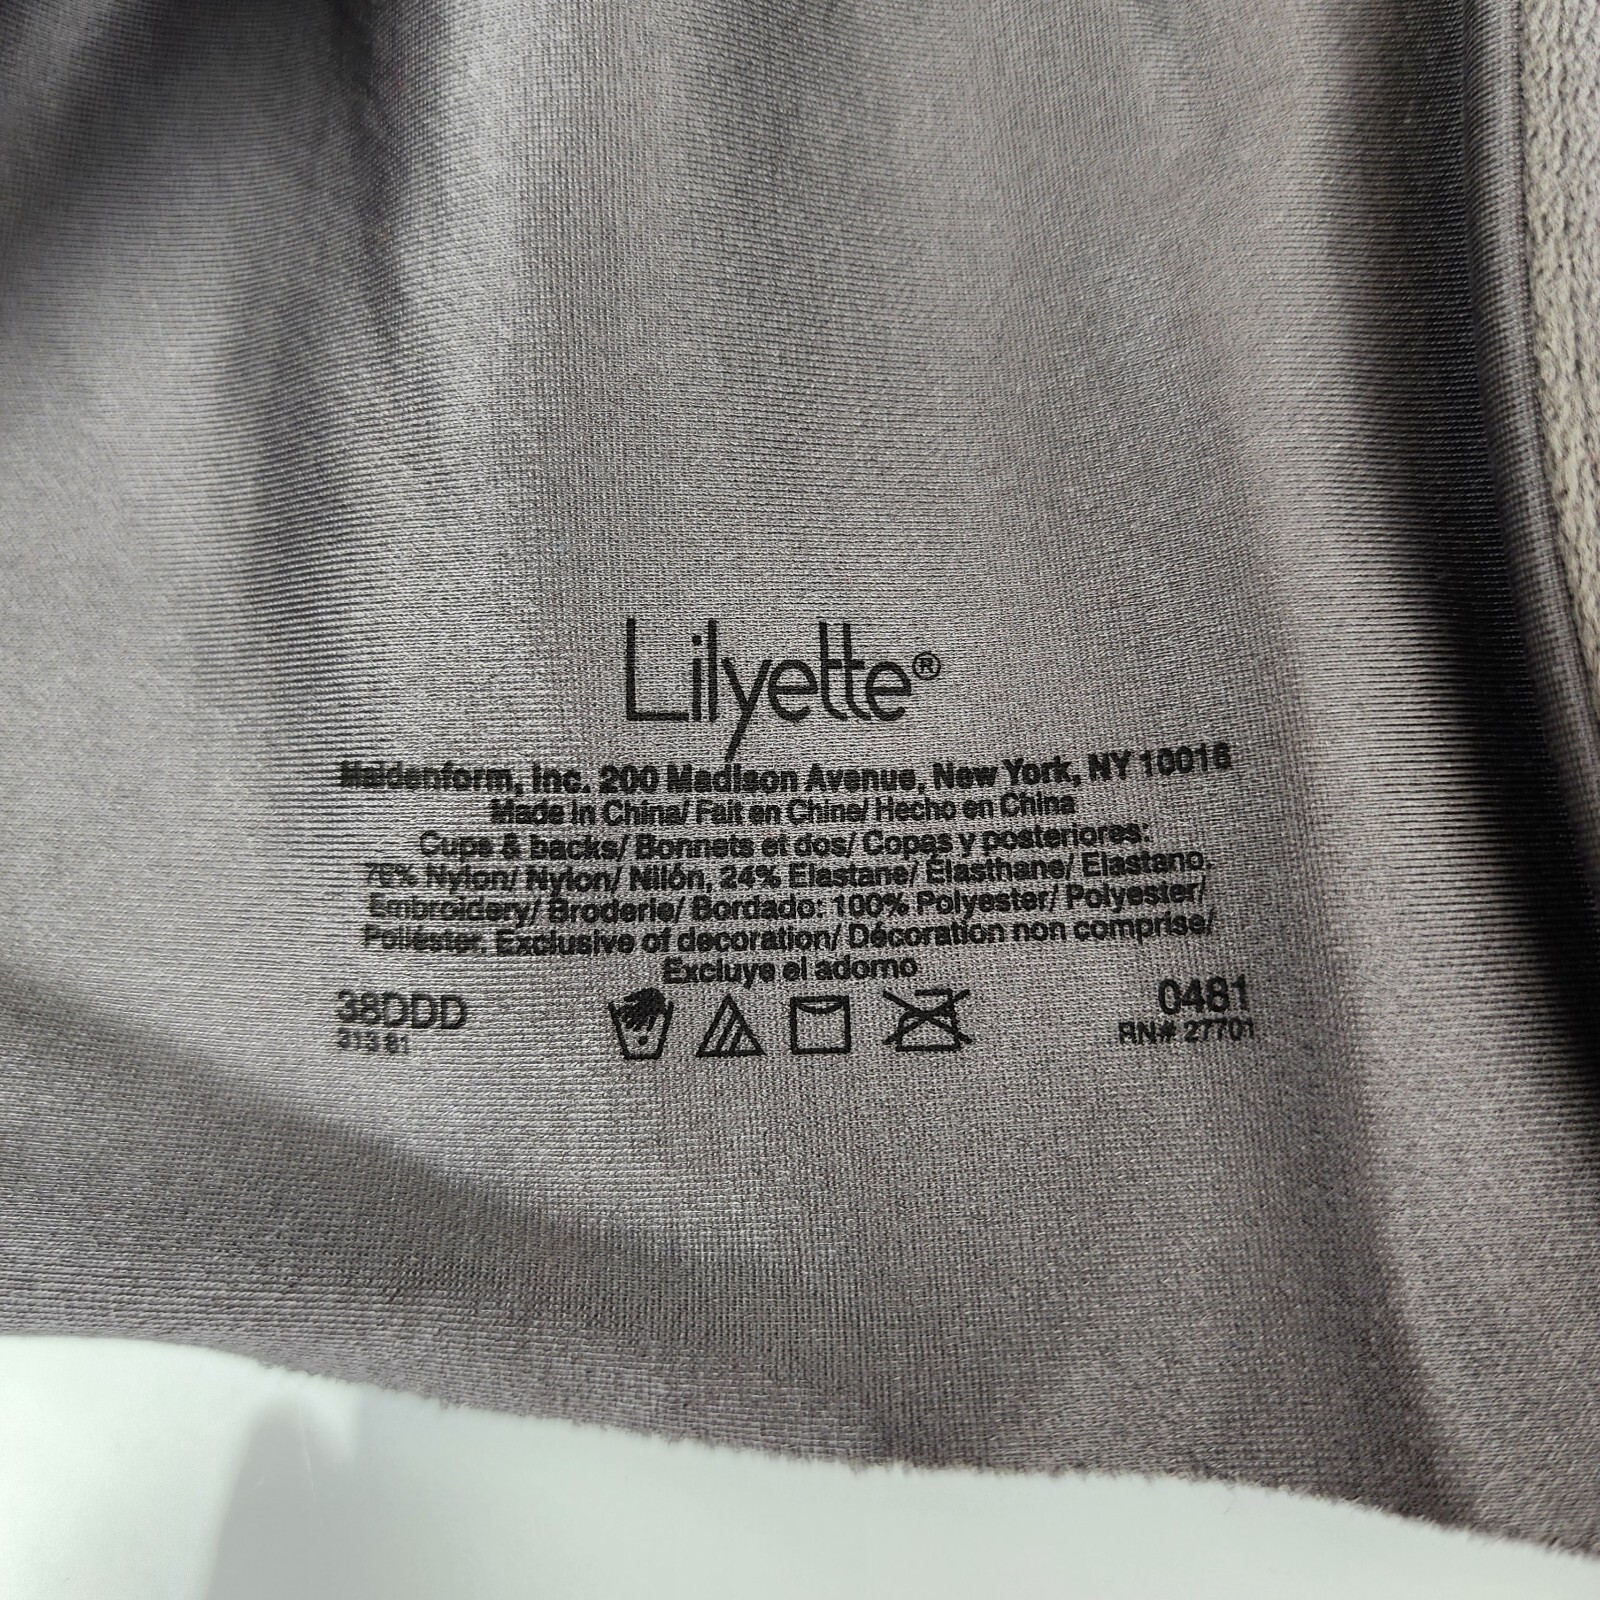 Lilyette®
Maidenform, Inc. 200 Madison Avenue, New York, NY 10016
Made in China/ Fait en Chine/ Hecho en China
Cups & backs/ Bonnets et dos/ Copas y posteriores:
76% Nylon/ Nylon/ Nilón, 24% Elastane/ Élasthane/ Elastano.
Embroidery/ Broderie/ Bordado: 100% Polyester/ Polyester/
Poliéster. Exclusive of decoration/ Décoration non comprise/
Excluye el adorno
38DDD 0481
313 61 RN# 27701